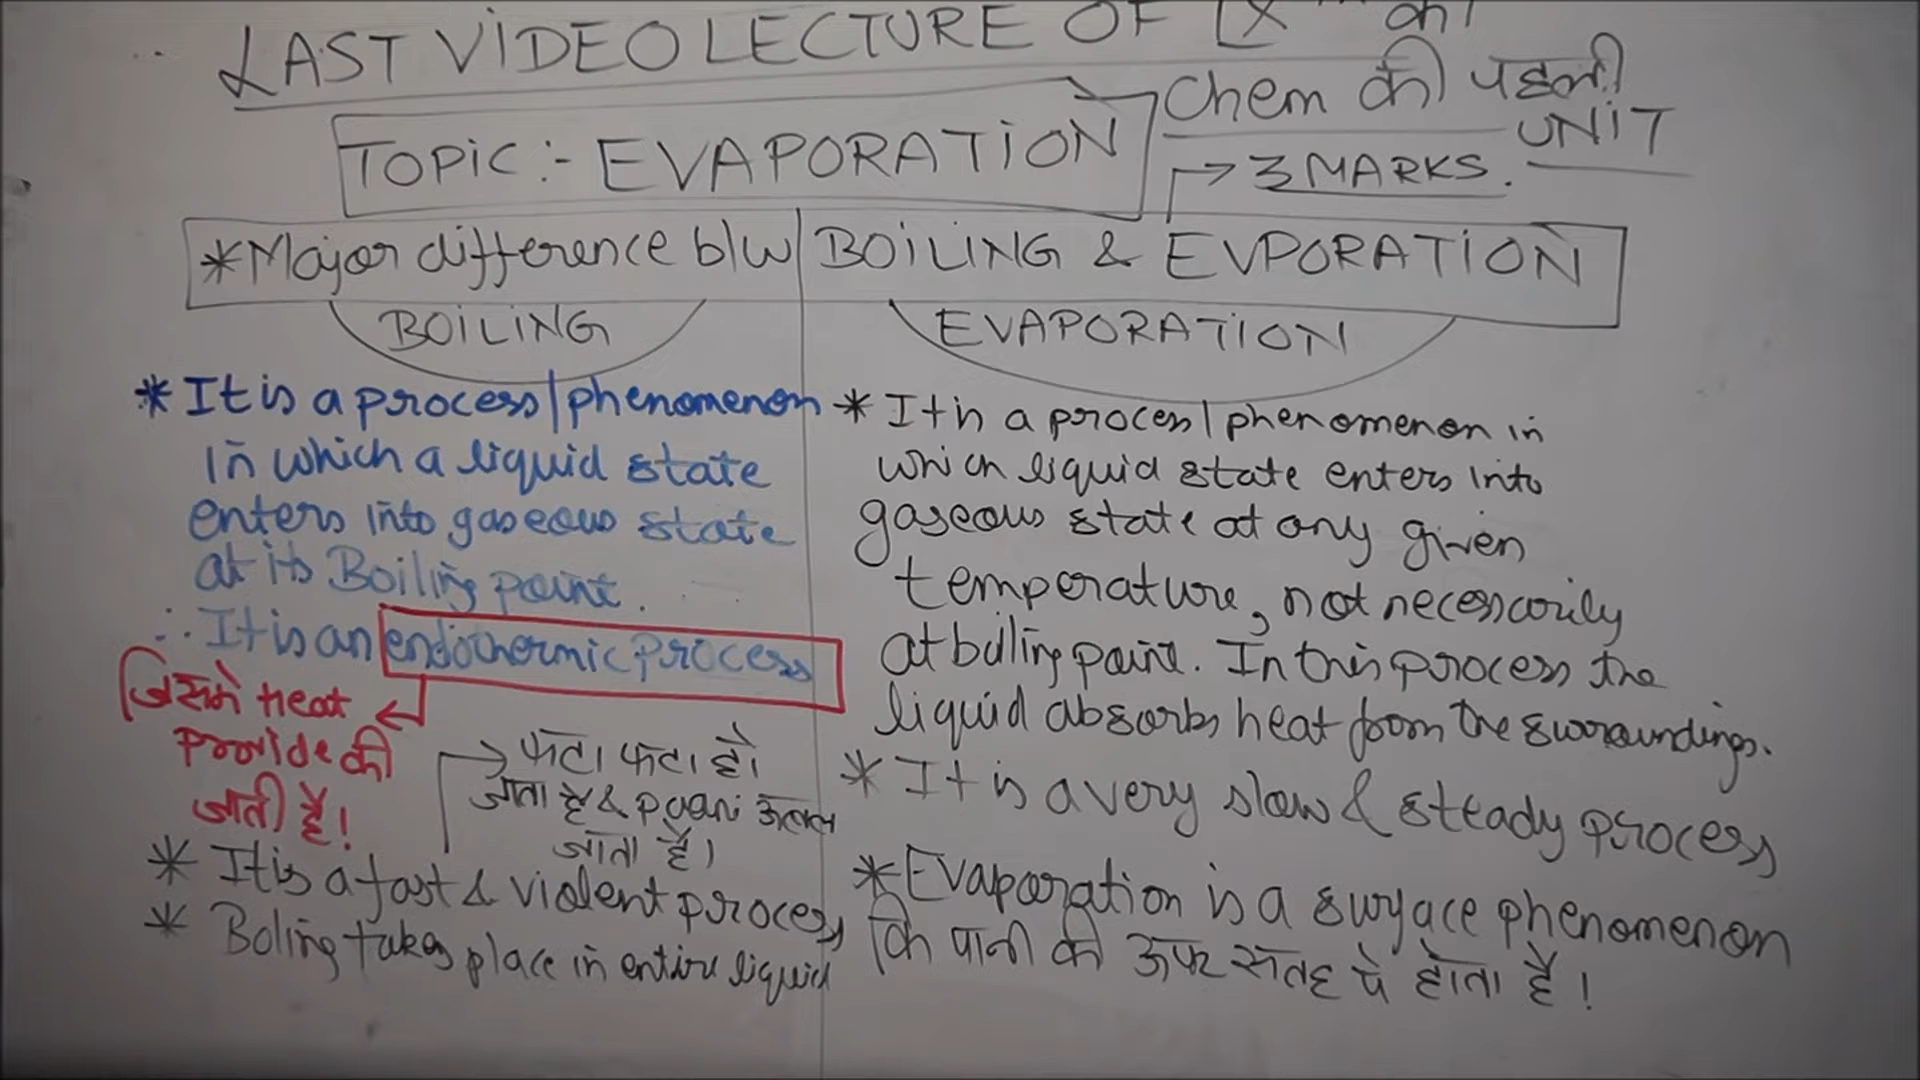 LAST VIDEO LECTURE OF IXth की
Chem की पहली
UNIT
TOPIC :- EVAPORATION
→ 3 MARKS.
*Major difference b/w BOILING & EVPORATION
BOILING
* It is a process/phenomenon
in which a liquid state
enters into gaseous state
at its Boiling point.
∴ It is an endothermic process
जिसमे heat
provide की
जाती है!
→ फटा फटा हो
जाता है & paani उबल
जाता है।
* It is a fast & violent process
* Boling takes place in entire liquid
EVAPORATION
* It is a process/phenomenon in
which liquid state enters into
gaseous state at any given
temperature, not necessarily
at boiling point. In this process the
liquid absorbs heat from the surroundings.
* It is a very slow & steady process
* Evaporation is a surface phenomenon
कि पानी की ऊपर सतह पे होता है!